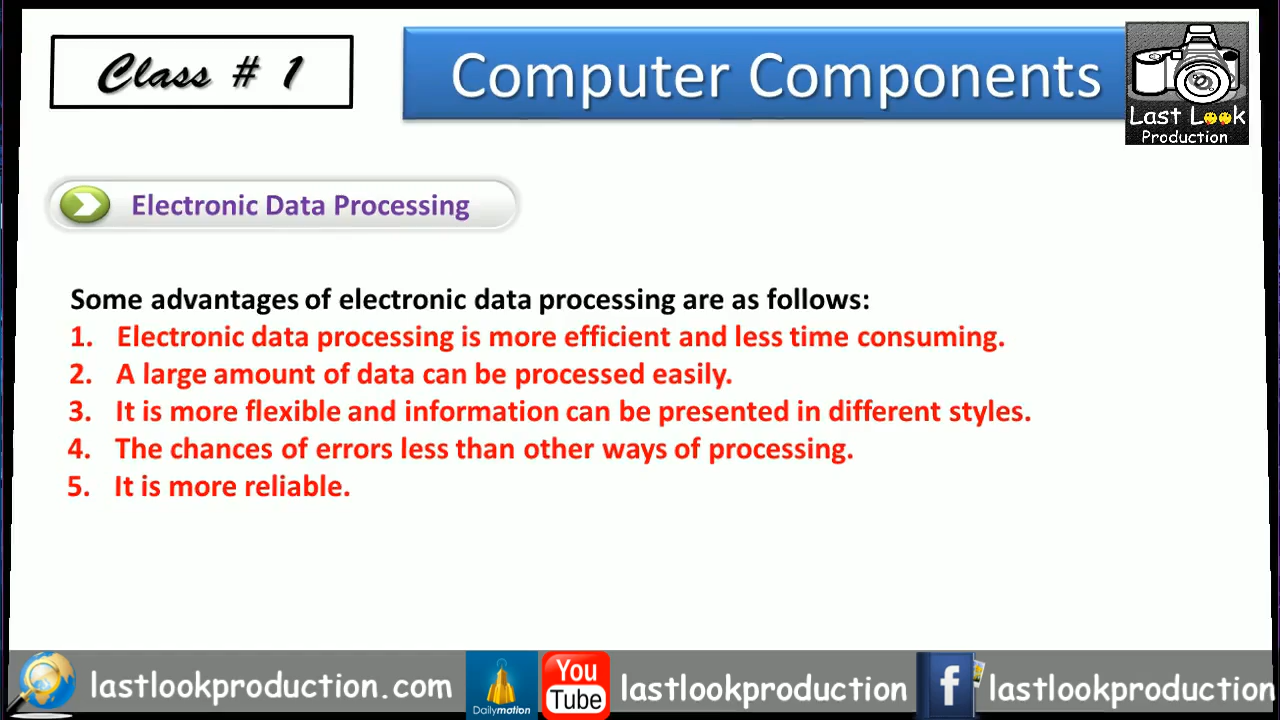 Class # 1
Computer Components
Last Look
Production
Electronic Data Processing
Some advantages of electronic data processing are as follows:
1. Electronic data processing is more efficient and less time consuming.
2. A large amount of data can be processed easily.
3. It is more flexible and information can be presented in different styles.
4. The chances of errors less than other ways of processing.
5. It is more reliable.
lastlookproduction.com
Dailymotion
You
Tube
lastlookproduction
f
lastlookproduction